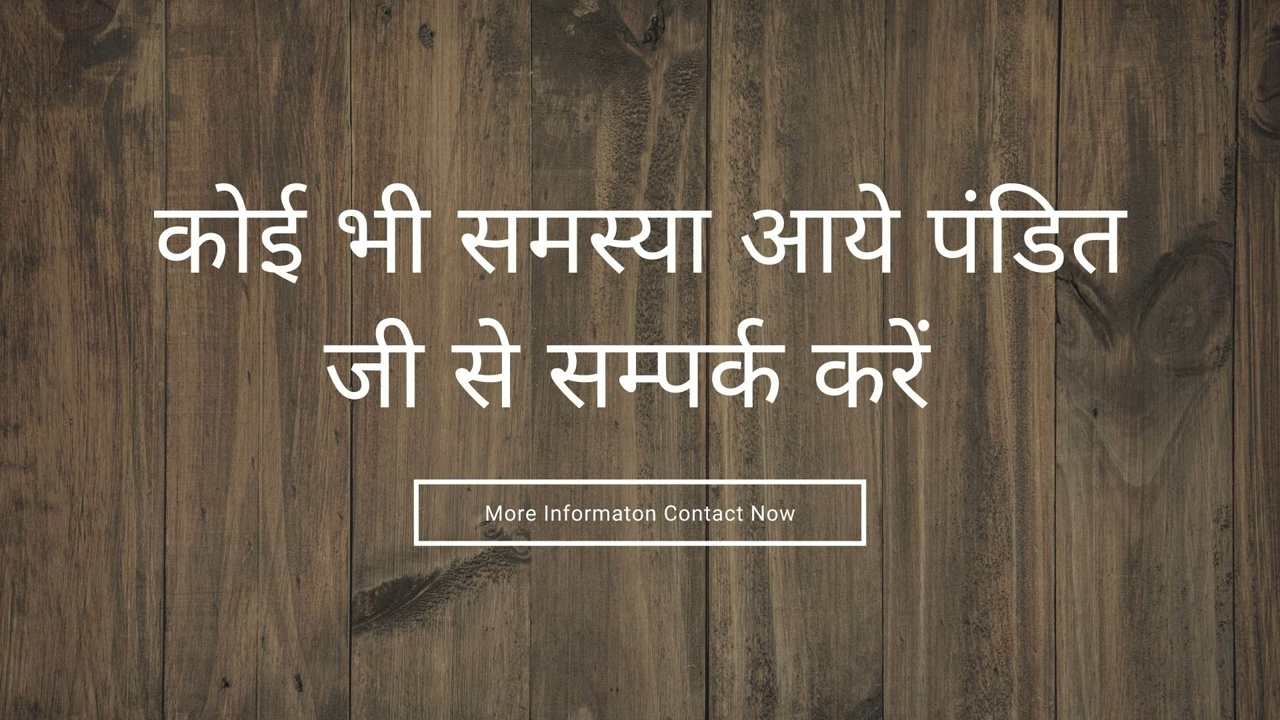 कोई भी समस्या आये पंडित
जी से सम्पर्क करें
More Informaton Contact Now